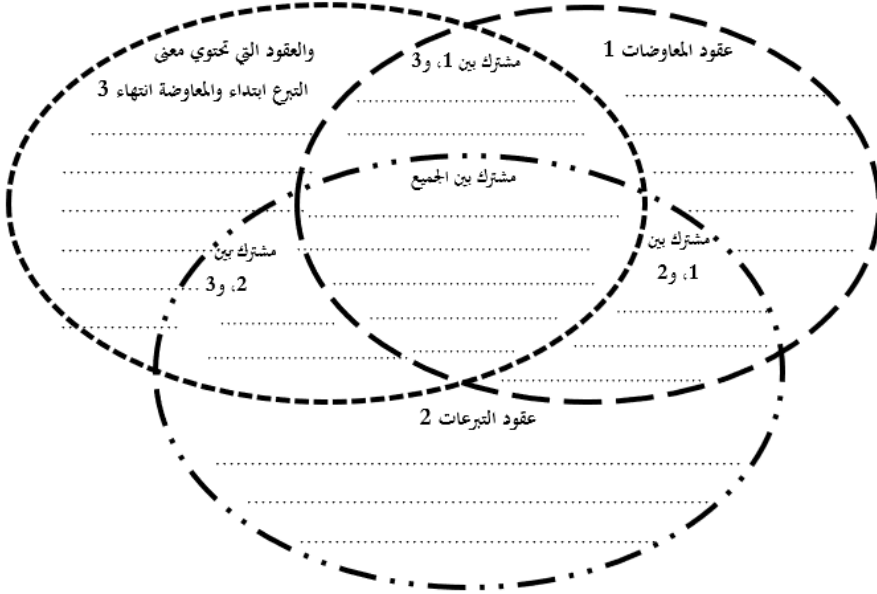 عقود المعاوضات 1
مشترك بين 1، و3
والعقود التي تحتوي معنى
التبرع ابتداء والمعاوضة انتهاء 3
مشترك بين الجميع
مشترك بين
1، و2
مشترك بين
2، و3
عقود التبرعات 2